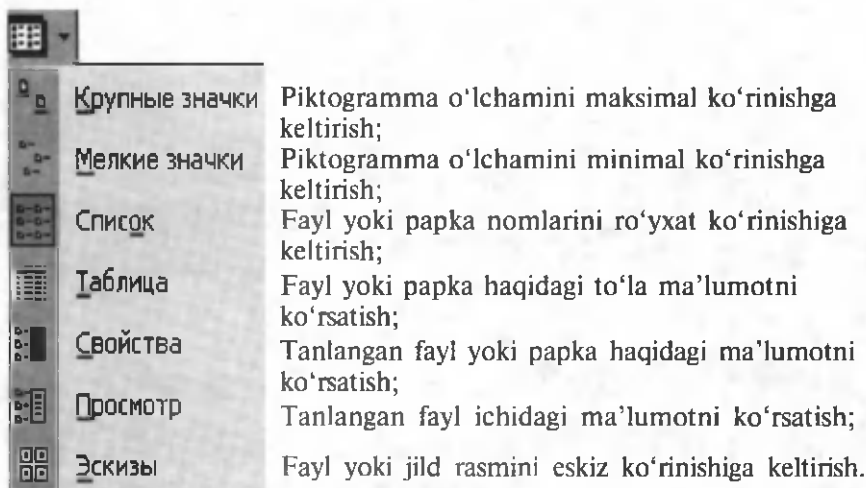 Крупные значки Piktogramma o‘lchamini maksimal ko‘rinishga
keltirish;
Мелкие значки Piktogramma o‘lchamini minimal ko‘rinishga
keltirish;
Список Fayl yoki papka nomlarini ro‘yxat ko‘rinishiga
keltirish;
Таблица Fayl yoki papka haqidagi to‘la ma’lumotni
ko‘rsatish;
Свойства Tanlangan fayl yoki papka haqidagi ma’lumotni
ko‘rsatish;
Просмотр Tanlangan fayl ichidagi ma’lumotni ko‘rsatish;
Эскизы Fayl yoki jild rasmini eskiz ko‘rinishiga keltirish.